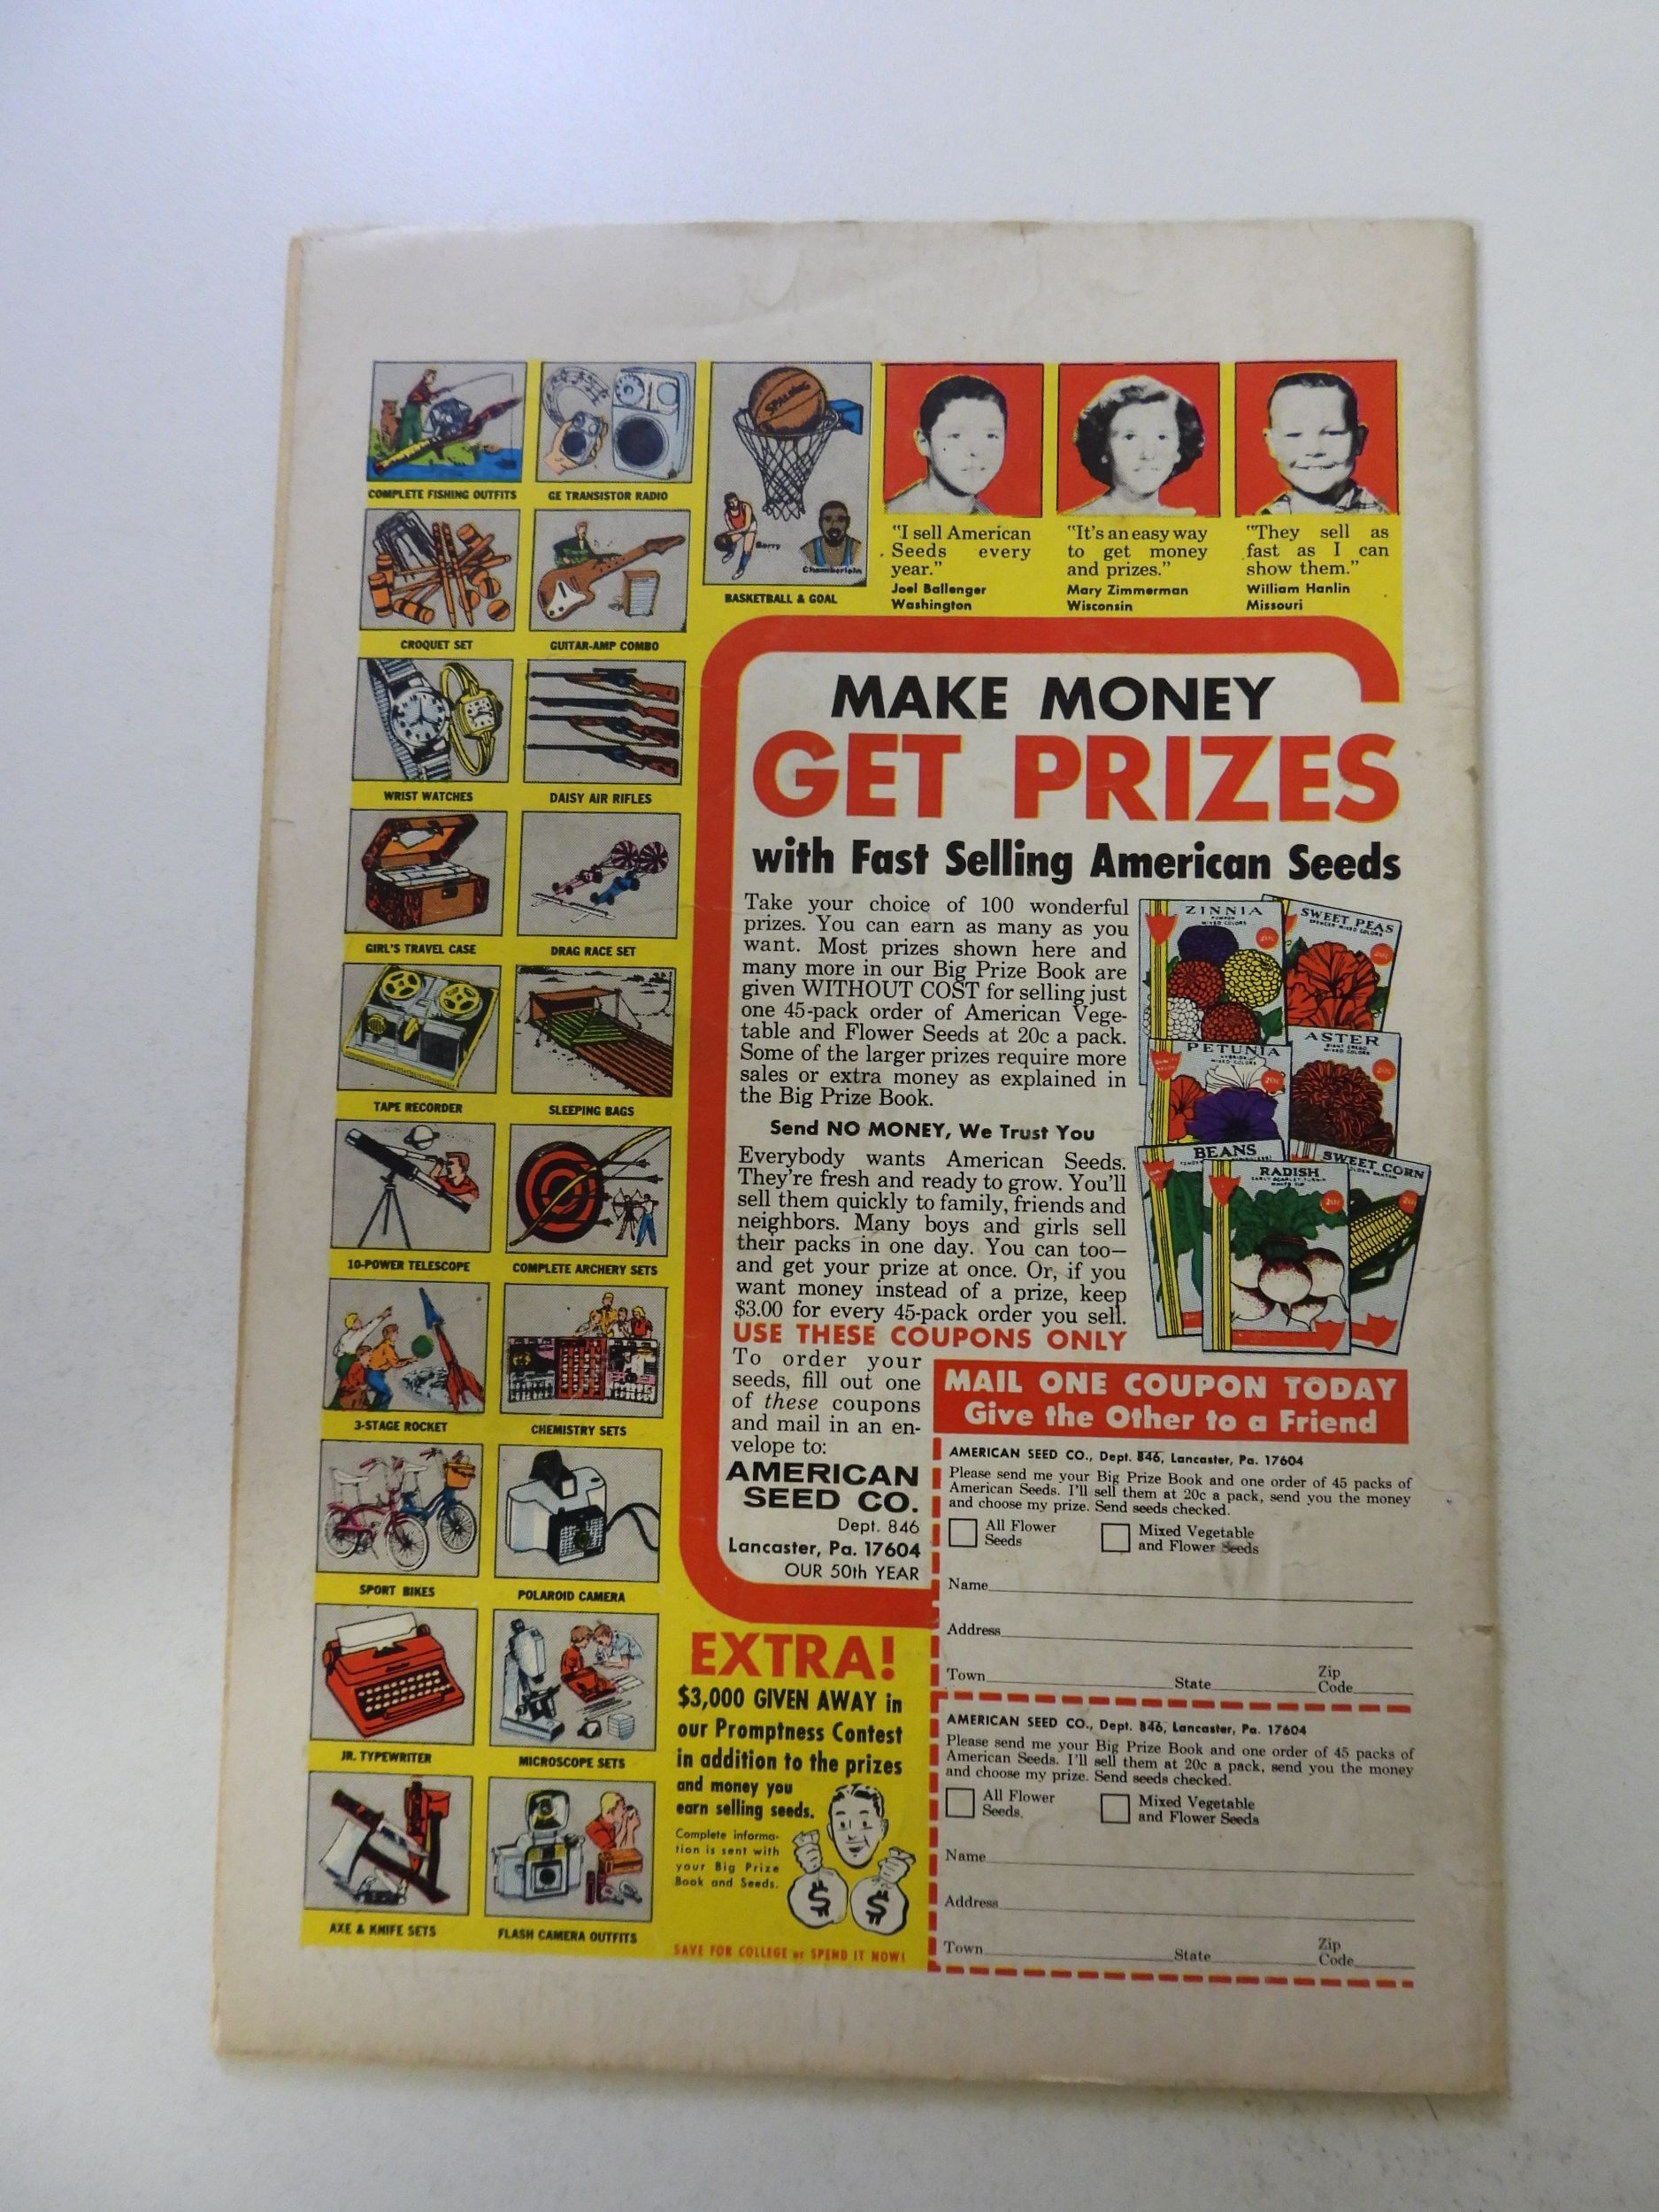 COMPLETE FISHING OUTFITS
GE TRANSISTOR RADIO
SPALDING
Barry
Chamberlain
BASKETBALL & GOAL
CROQUET SET
GUITAR-AMP COMBO
WRIST WATCHES
DAISY AIR RIFLES
GIRL'S TRAVEL CASE
DRAG RACE SET
TAPE RECORDER
SLEEPING BAGS
10-POWER TELESCOPE
COMPLETE ARCHERY SETS
3-STAGE ROCKET
CHEMISTRY SETS
SPORT BIKES
POLAROID CAMERA
JR. TYPEWRITER
MICROSCOPE SETS
AXE & KNIFE SETS
FLASH CAMERA OUTFITS
"I sell American
Seeds every
year."
Joel Ballenger
Washington
"It's an easy way
to get money
and prizes."
Mary Zimmerman
Wisconsin
"They sell as
fast as I can
show them."
William Hanlin
Missouri
MAKE MONEY
GET PRIZES
with Fast Selling American Seeds
Take your choice of 100 wonderful
prizes. You can earn as many as you
want. Most prizes shown here and
many more in our Big Prize Book are
given WITHOUT COST for selling just
one 45-pack order of American Vege-
table and Flower Seeds at 20c a pack.
Some of the larger prizes require more
sales or extra money as explained in
the Big Prize Book.
Send NO MONEY, We Trust You
Everybody wants American Seeds.
They're fresh and ready to grow. You'll
sell them quickly to family, friends and
neighbors. Many boys and girls sell
their packs in one day. You can too—
and get your prize at once. Or, if you
want money instead of a prize, keep
$3.00 for every 45-pack order you sell.
USE THESE COUPONS ONLY
To order your
seeds, fill out one
of these coupons
and mail in an en-
velope to:
AMERICAN
SEED CO.
Dept. 846
Lancaster, Pa. 17604
OUR 50th YEAR
ZINNIA
MIXED COLORS
20c
SWEET PEAS
SPENCER MIXED COLORS
20c
PETUNIA
MIXED COLORS
20c
ASTER
MIXED COLORS
20c
BEANS
RADISH
20c
SWEET CORN
20c
MAIL ONE COUPON TODAY
Give the Other to a Friend
AMERICAN SEED CO., Dept. 846, Lancaster, Pa. 17604
Please send me your Big Prize Book and one order of 45 packs of
American Seeds. I'll sell them at 20c a pack, send you the money
and choose my prize. Send seeds checked.
All Flower
Seeds
Mixed Vegetable
and Flower Seeds
Name
Address
Town State Zip
Code
AMERICAN SEED CO., Dept. 846, Lancaster, Pa. 17604
Please send me your Big Prize Book and one order of 45 packs of
American Seeds. I'll sell them at 20c a pack, send you the money
and choose my prize. Send seeds checked.
All Flower
Seeds.
Mixed Vegetable
and Flower Seeds
Name
Address
Town State Zip
Code
EXTRA!
$3,000 GIVEN AWAY in
our Promptness Contest
in addition to the prizes
and money you
earn selling seeds.
Complete informa-
tion is sent with
your Big Prize
Book and Seeds.
$ $
SAVE FOR COLLEGE or SPEND IT NOW!